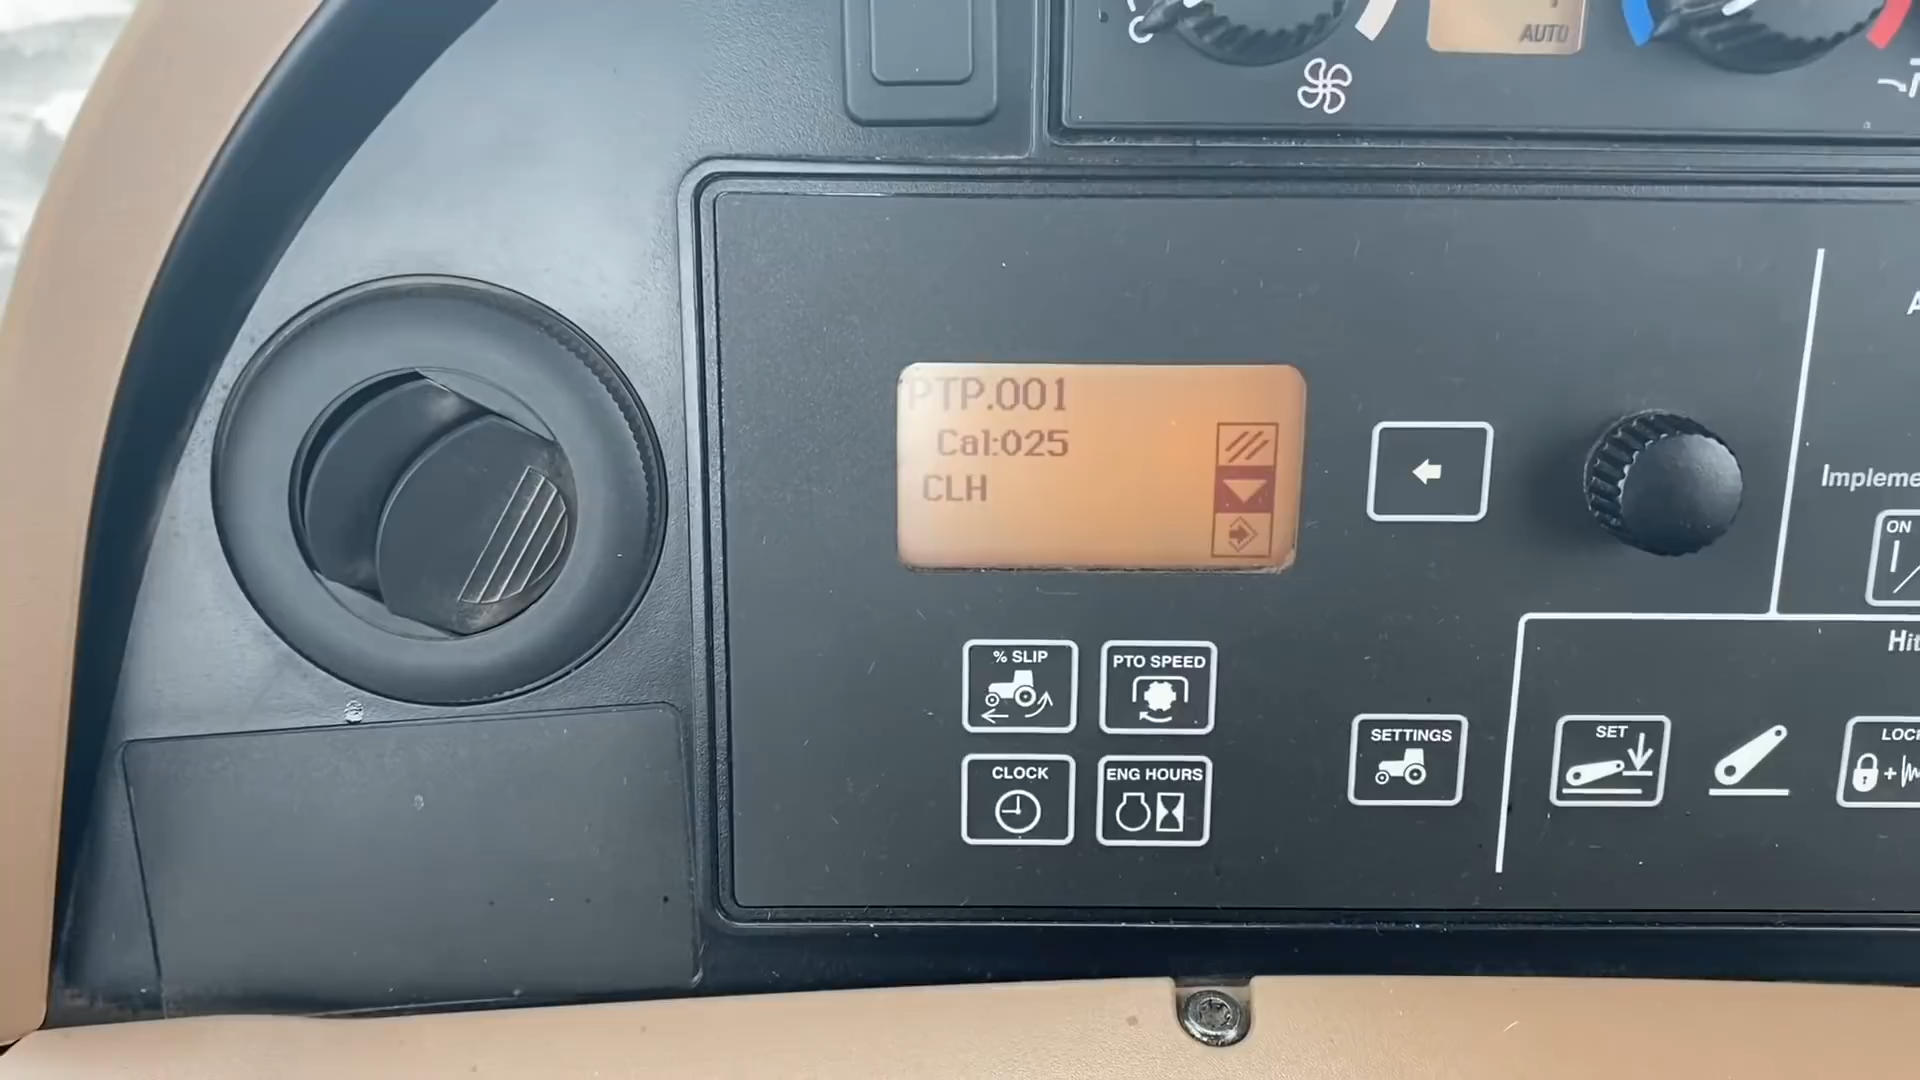 AUTO
PTP.001
Cal:025
CLH
ON
% SLIP
PTO SPEED
CLOCK
ENG HOURS
SETTINGS
SET